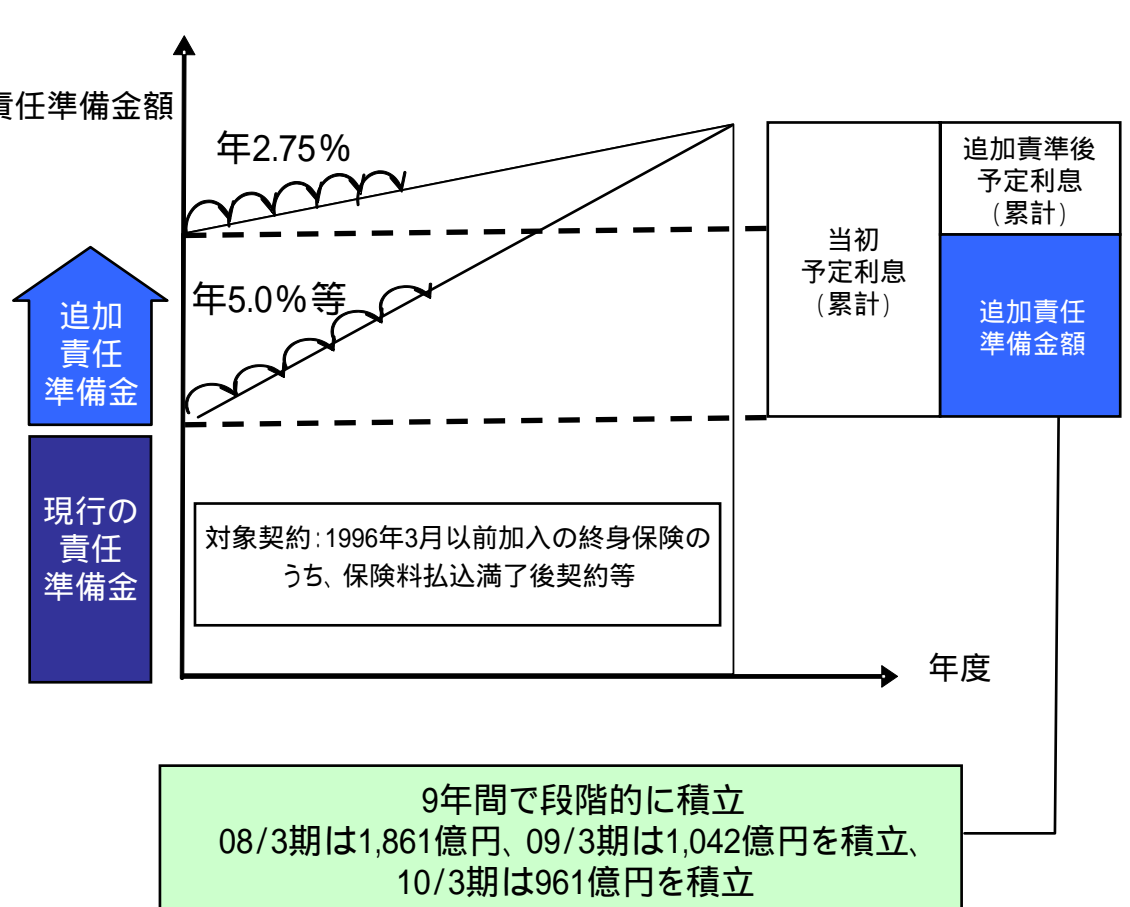 責任準備金額
年2.75%
年5.0%等
追加
責任
準備金
現行の
責任
準備金
当初
予定利息
(累計)
追加責準後
予定利息
(累計)
追加責任
準備金額
対象契約:1996年3月以前加入の終身保険の
うち、保険料払込満了後契約等
年度
9年間で段階的に積立
08/3期は1,861億円、09/3期は1,042億円を積立、
10/3期は961億円を積立